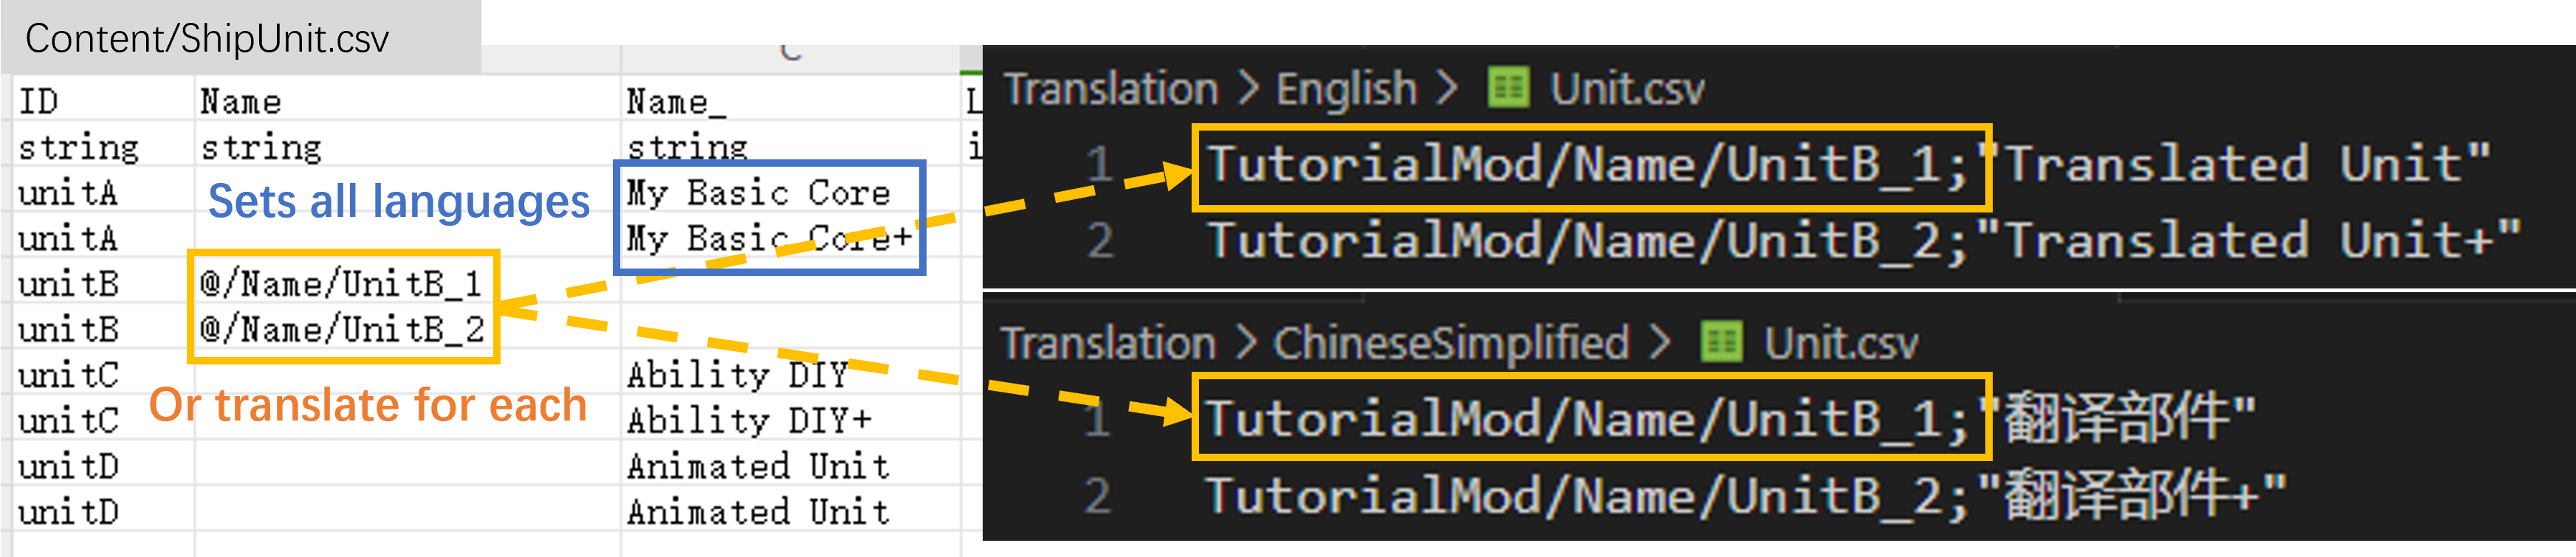 Content/ShipUnit.csv
C
ID Name Name_ L
string string string i
unitA My Basic Core
Sets all languages
unitA My Basic Core+
unitB @/Name/UnitB_1
unitB @/Name/UnitB_2
unitC Ability DIY
Or translate for each
unitC Ability DIY+
unitD Animated Unit
unitD Animated Unit
Translation > English > Unit.csv
1 TutorialMod/Name/UnitB_1;"Translated Unit"
2 TutorialMod/Name/UnitB_2;"Translated Unit+"
Translation > ChineseSimplified > Unit.csv
1 TutorialMod/Name/UnitB_1;"翻译部件"
2 TutorialMod/Name/UnitB_2;"翻译部件+"